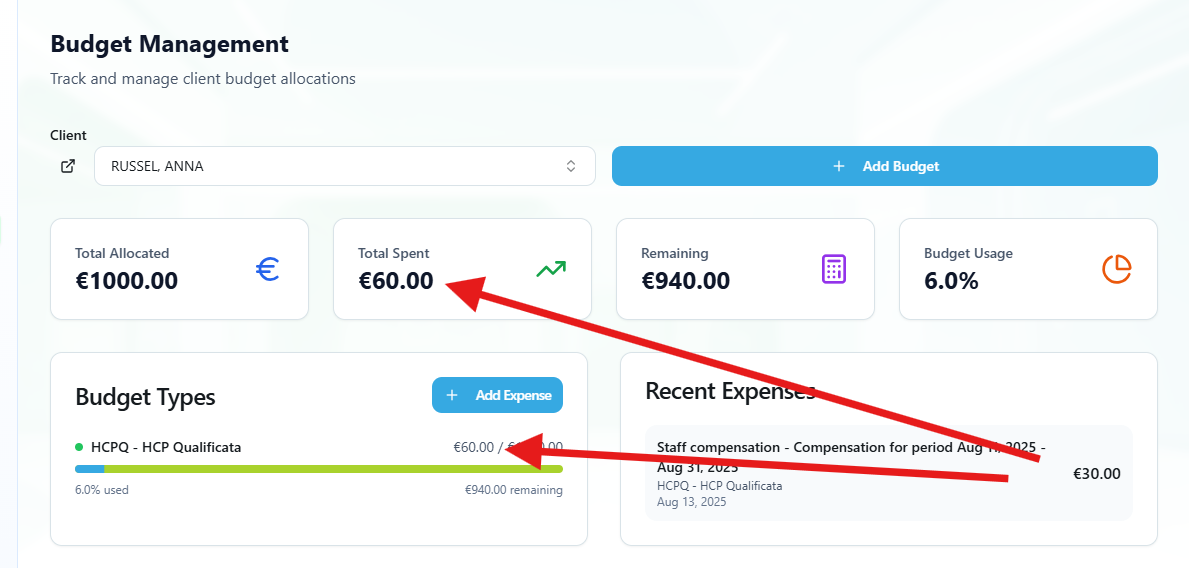 Budget Management
Track and manage client budget allocations
Client
RUSSEL, ANNA
Add Budget
Total Allocated
€1000.00
Total Spent
€60.00
Remaining
€940.00
Budget Usage
6.0%
Budget Types
Add Expense
HCPQ - HCP Qualificata
€60.00 /
6.0% used
€940.00 remaining
Recent Expenses
Staff compensation - Compensation for period Aug 2025 -
Aug 31, 2025
HCPQ - HCP Qualificata
Aug 13, 2025
€30.00